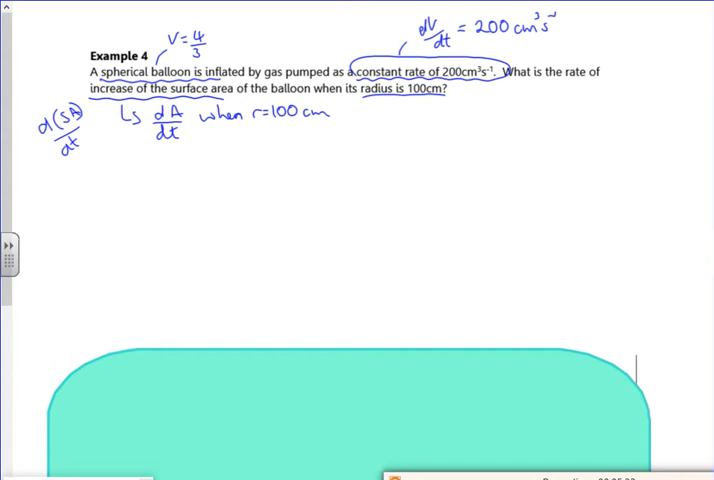 dV/dt = 200 cm³s⁻¹
V = 4/3
Example 4
A spherical balloon is inflated by gas pumped as a constant rate of 200cm³s⁻¹. What is the rate of
increase of the surface area of the balloon when its radius is 100cm?
d(SA)/dt
↳ dA/dt when r=100 cm